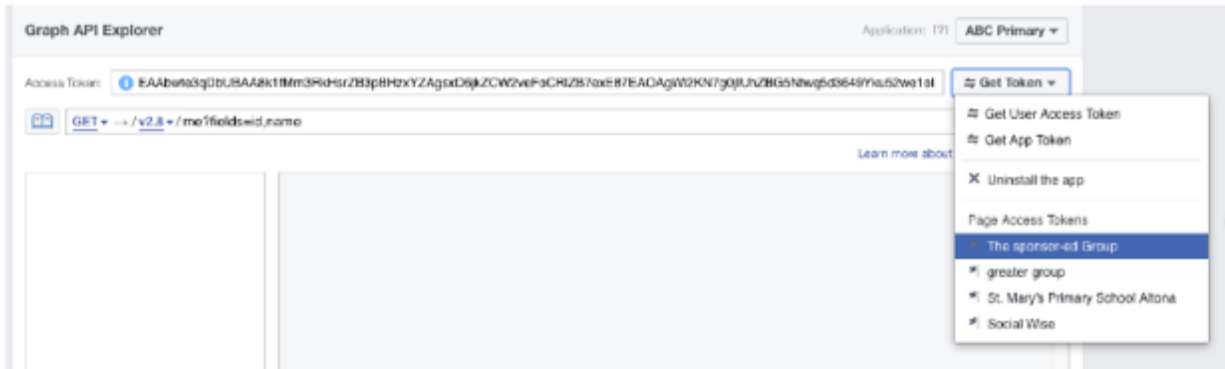 Graph API Explorer
Application: [?] ABC Primary
Access Token:
Get Token
GET → / v2.8 / me?fields=id,name
Learn more about
Get User Access Token
Get App Token
Uninstall the app
Page Access Tokens
The sponsor-ed Group
greater group
St. Mary's Primary School Altona
Social Wise